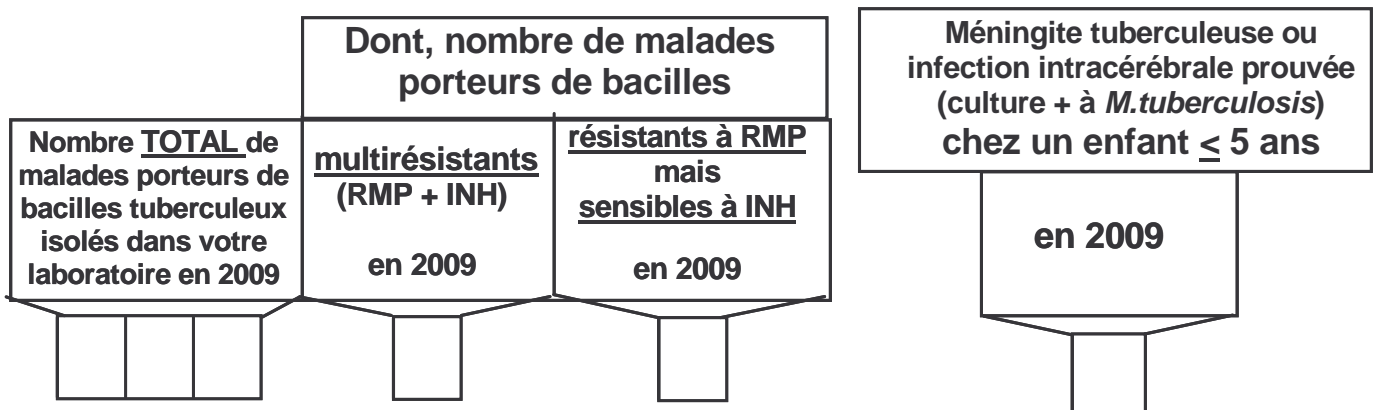 Dont, nombre de malades
porteurs de bacilles
Nombre TOTAL de
malades porteurs de
bacilles tuberculeux
isolés dans votre
laboratoire en 2009
multirésistants
(RMP + INH)
en 2009
résistants à RMP
mais
sensibles à INH
en 2009
Méningite tuberculeuse ou
infection intracérébrale prouvée
(culture + à M.tuberculosis)
chez un enfant ≤ 5 ans
en 2009